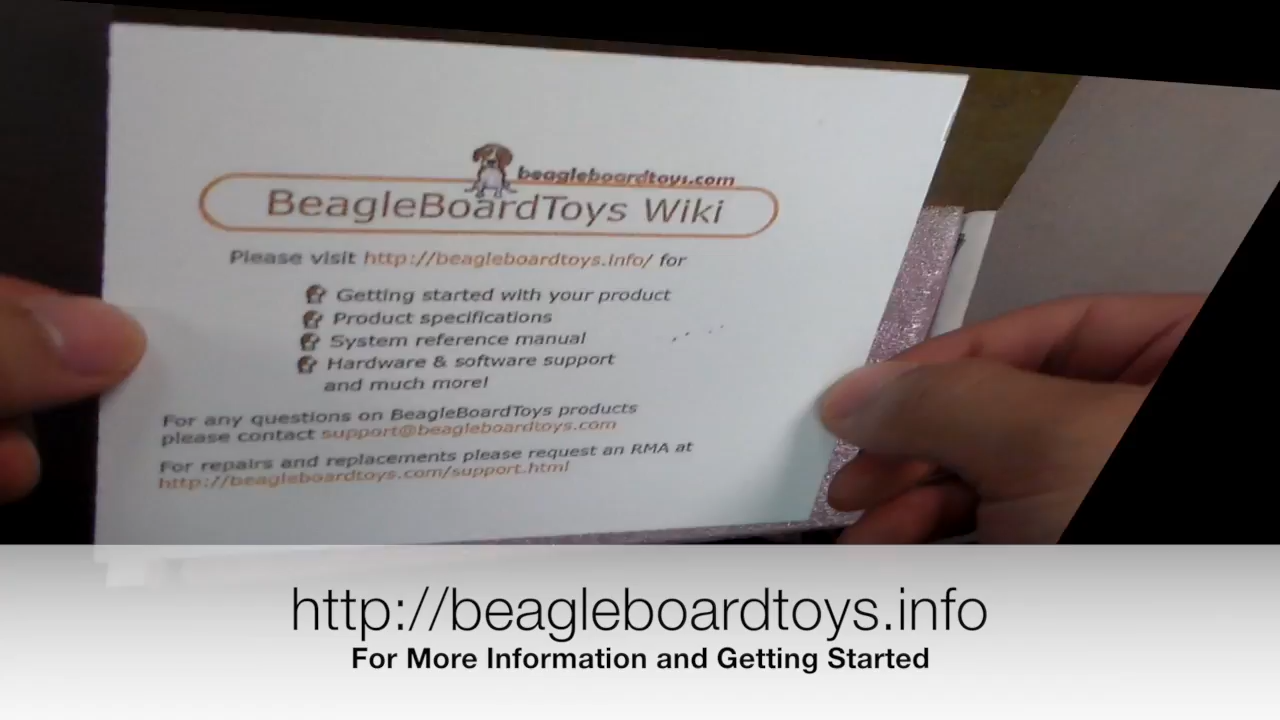 beagleboardtoys.com
BeagleBoardToys Wiki
Please visit http://beagleboardtoys.info/ for
Getting started with your product
Product specifications
System reference manual
Hardware & software support
and much more!
For any questions on BeagleBoardToys products
please contact support@beagleboardtoys.com
For repairs and replacements please request an RMA at
http://beagleboardtoys.com/support.html
http://beagleboardtoys.info
For More Information and Getting Started